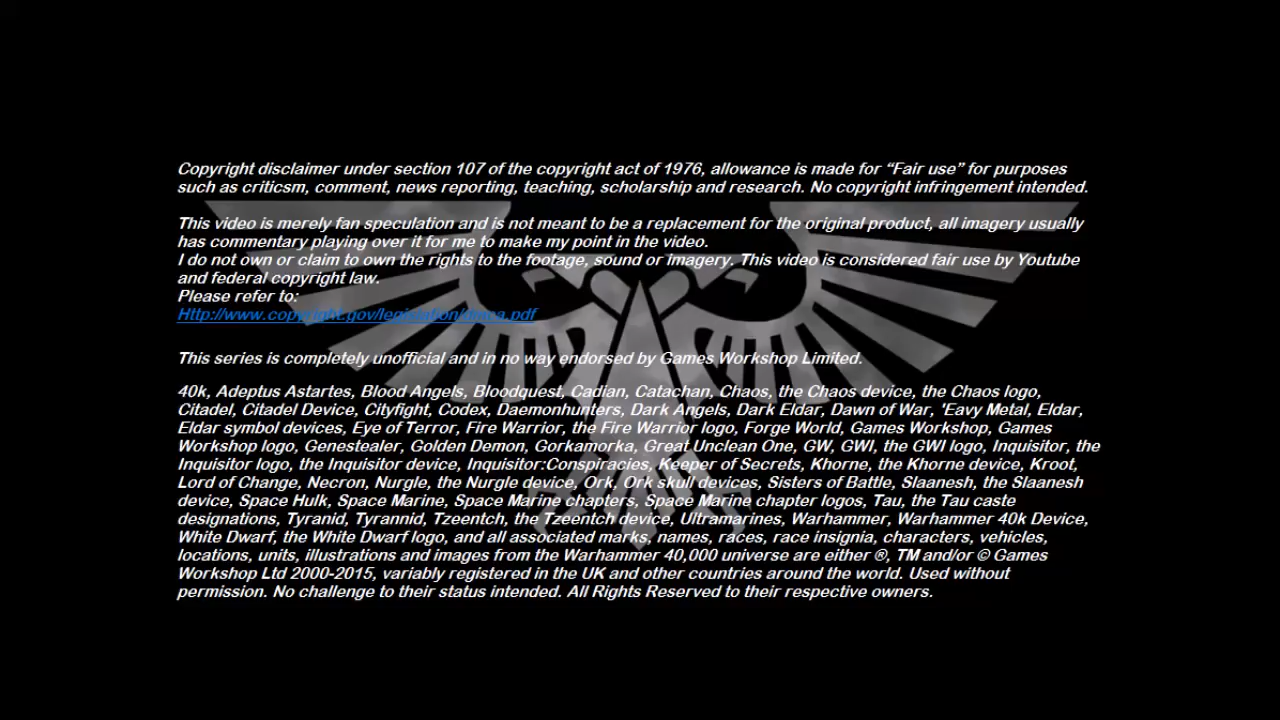 Copyright disclaimer under section 107 of the copyright act of 1976, allowance is made for “Fair use” for purposes
such as criticsm, comment, news reporting, teaching, scholarship and research. No copyright infringement intended.
This video is merely fan speculation and is not meant to be a replacement for the original product, all imagery usually
has commentary playing over it for me to make my point in the video.
I do not own or claim to own the rights to the footage, sound or imagery. This video is considered fair use by Youtube
and federal copyright law.
Please refer to:
Http://www.copyright.gov/legislation/dmca.pdf
This series is completely unofficial and in no way endorsed by Games Workshop Limited.
40k, Adeptus Astartes, Blood Angels, Bloodquest, Cadian, Catachan, Chaos, the Chaos device, the Chaos logo,
Citadel, Citadel Device, Cityfight, Codex, Daemonhunters, Dark Angels, Dark Eldar, Dawn of War, 'Eavy Metal, Eldar,
Eldar symbol devices, Eye of Terror, Fire Warrior, the Fire Warrior logo, Forge World, Games Workshop, Games
Workshop logo, Genestealer, Golden Demon, Gorkamorka, Great Unclean One, GW, GWI, the GWI logo, Inquisitor, the
Inquisitor logo, the Inquisitor device, Inquisitor:Conspiracies, Keeper of Secrets, Khorne, the Khorne device, Kroot,
Lord of Change, Necron, Nurgle, the Nurgle device, Ork, Ork skull devices, Sisters of Battle, Slaanesh, the Slaanesh
device, Space Hulk, Space Marine, Space Marine chapters, Space Marine chapter logos, Tau, the Tau caste
designations, Tyranid, Tyrannid, Tzeentch, the Tzeentch device, Ultramarines, Warhammer, Warhammer 40k Device,
White Dwarf, the White Dwarf logo, and all associated marks, names, races, race insignia, characters, vehicles,
locations, units, illustrations and images from the Warhammer 40,000 universe are either ®, TM and/or © Games
Workshop Ltd 2000-2015, variably registered in the UK and other countries around the world. Used without
permission. No challenge to their status intended. All Rights Reserved to their respective owners.